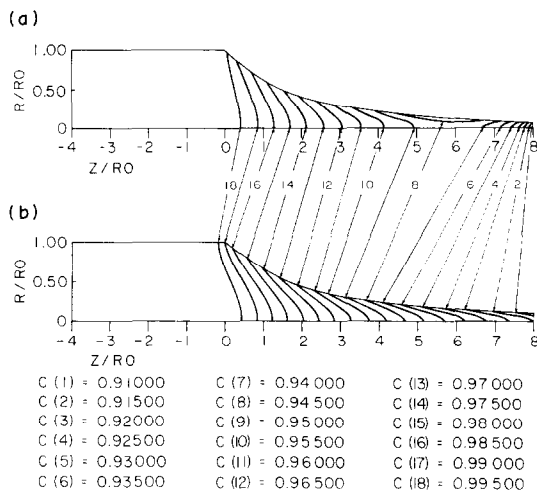 (a)
R/RO
1.00
0.50
0
-4 -3 -2 -1 0 1 2 3 4 5 6 7 8
Z/RO
18 16 14 12 10 8 6 4 2
(b)
R/RO
1.00
0.50
0
-4 -3 -2 -1 0 1 2 3 4 5 6 7 8
Z/RO
C (1) = 0.91000 C (7) = 0.94000 C (13) = 0.97000
C (2) = 0.91500 C (8) = 0.94500 C (14) = 0.97500
C (3) = 0.92000 C (9) - 0.95000 C (15) = 0.98000
C (4) = 0.92500 C (10) = 0.95500 C (16) = 0.98500
C (5) = 0.93000 C (11) = 0.96000 C (17) = 0.99000
C (6) = 0.93500 C (12) = 0.96500 C (18) = 0.99500